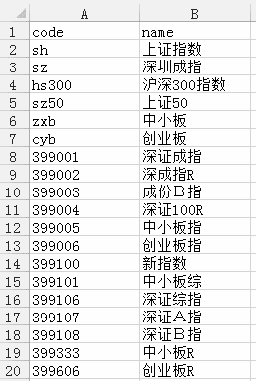 A B
1 code name
2 sh 上证指数
3 sz 深圳成指
4 hs300 沪深300指数
5 sz50 上证50
6 zxb 中小板
7 cyb 创业板
8 399001 深证成指
9 399002 深成指R
10 399003 成份Ｂ指
11 399004 深证100R
12 399005 中小板指
13 399006 创业板指
14 399100 新指数
15 399101 中小板综
16 399106 深证综指
17 399107 深证Ａ指
18 399108 深证Ｂ指
19 399333 中小板R
20 399606 创业板R